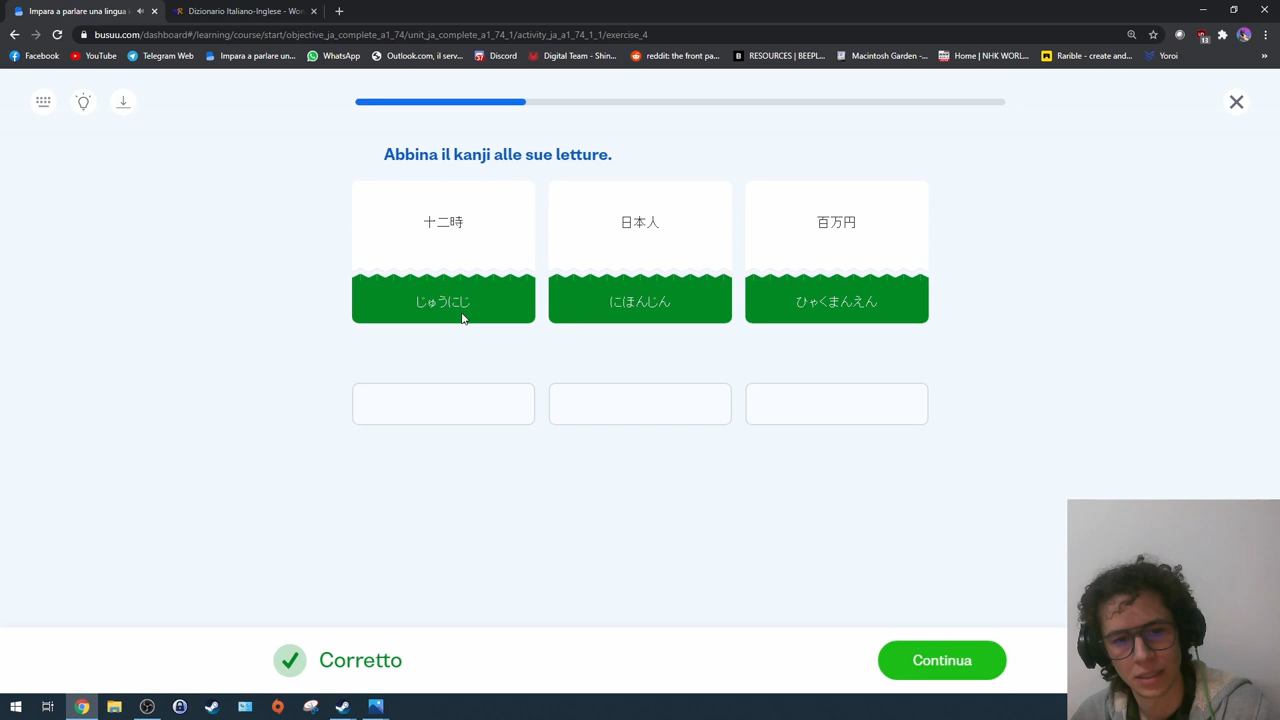 Impara a parlare una lingua
Dizionario Italiano-Inglese - Wor
busuu.com/dashboard#/learning/course/start/objective_ja_complete_a1_74/unit_ja_complete_a1_74_1/activity_ja_a1_74_1_1/exercise_4
13
Facebook
YouTube
Telegram Web
Impara a parlare un...
WhatsApp
Outlook.com, il serv...
Discord
Digital Team - Shin...
reddit: the front pa...
RESOURCES | BEEPL...
Macintosh Garden -...
Home | NHK WORL...
Rarible - create and...
Yoroi
Abbina il kanji alle sue letture.
十二時
日本人
百万円
じゅうにじ
にほんじん
ひゃくまんえん
Corretto
Continua